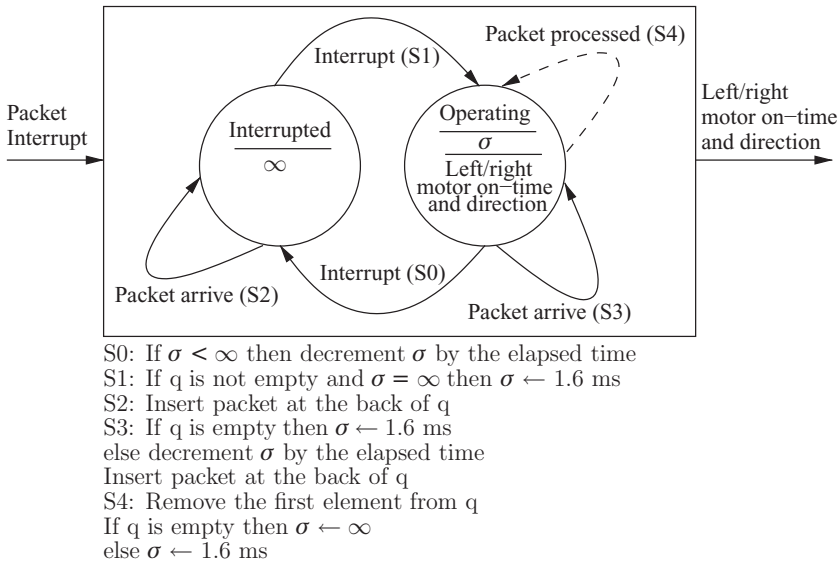 Packet processed (S4)
Interrupt (S1)
Packet
Interrupt
Left/right
motor on−time
and direction
Interrupted
∞
Operating
σ
Left/right
motor on−time
and direction
Interrupt (S0)
Packet arrive (S2)
Packet arrive (S3)
S0: If σ < ∞ then decrement σ by the elapsed time
S1: If q is not empty and σ = ∞ then σ ← 1.6 ms
S2: Insert packet at the back of q
S3: If q is empty then σ ← 1.6 ms
else decrement σ by the elapsed time
Insert packet at the back of q
S4: Remove the first element from q
If q is empty then σ ← ∞
else σ ← 1.6 ms